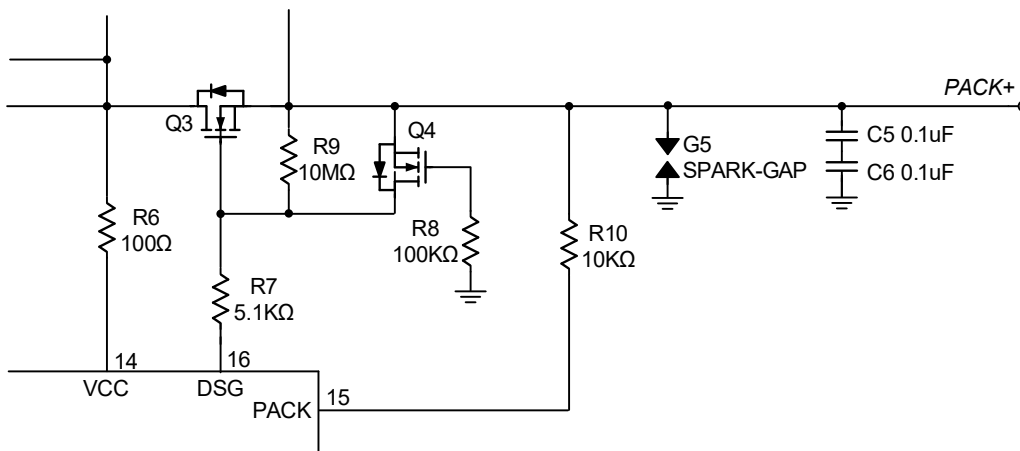 PACK+
Q3
Q4
R9
10MΩ
G5
SPARK-GAP
C5 0.1uF
C6 0.1uF
R6
100Ω
R8
100KΩ
R10
10KΩ
R7
5.1KΩ
14
16
VCC
DSG
PACK
15